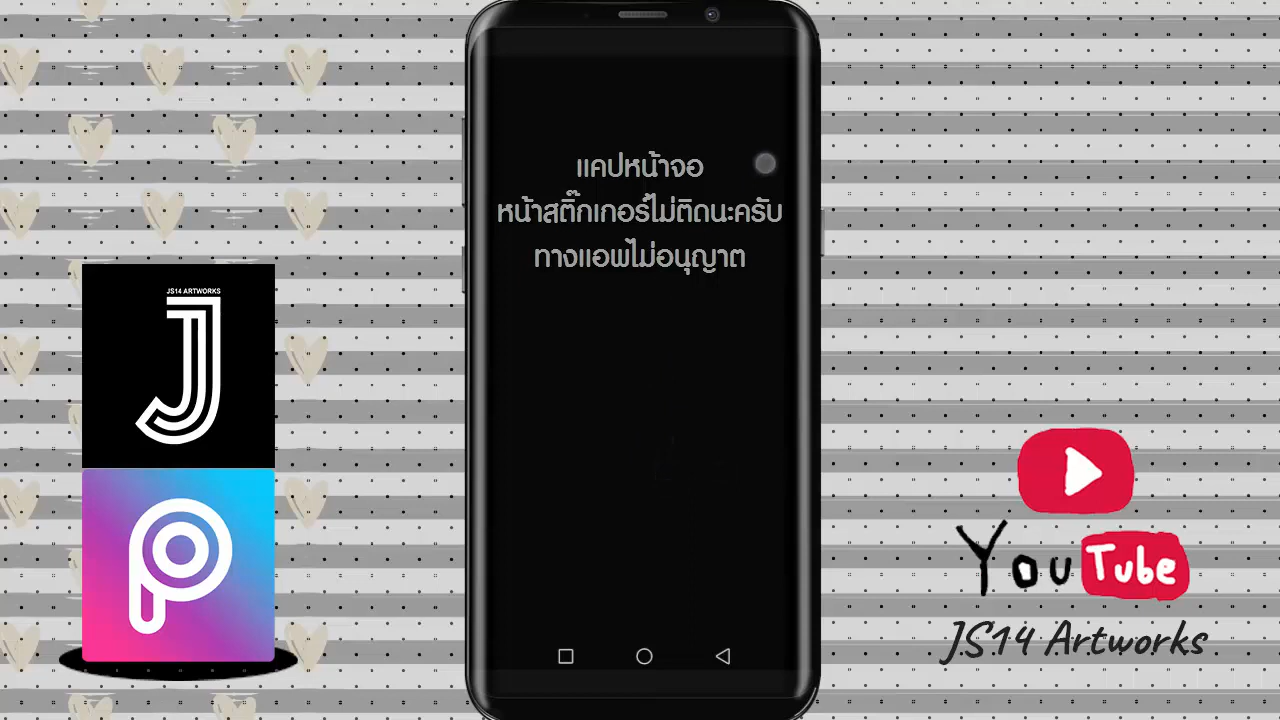 แคปหน้าจอ
หน้าสติ๊กเกอร์ไม่ติดนะครับ
ทางแอพไม่อนุญาต
JS14 ARTWORKS
YouTube
JS14 Artworks